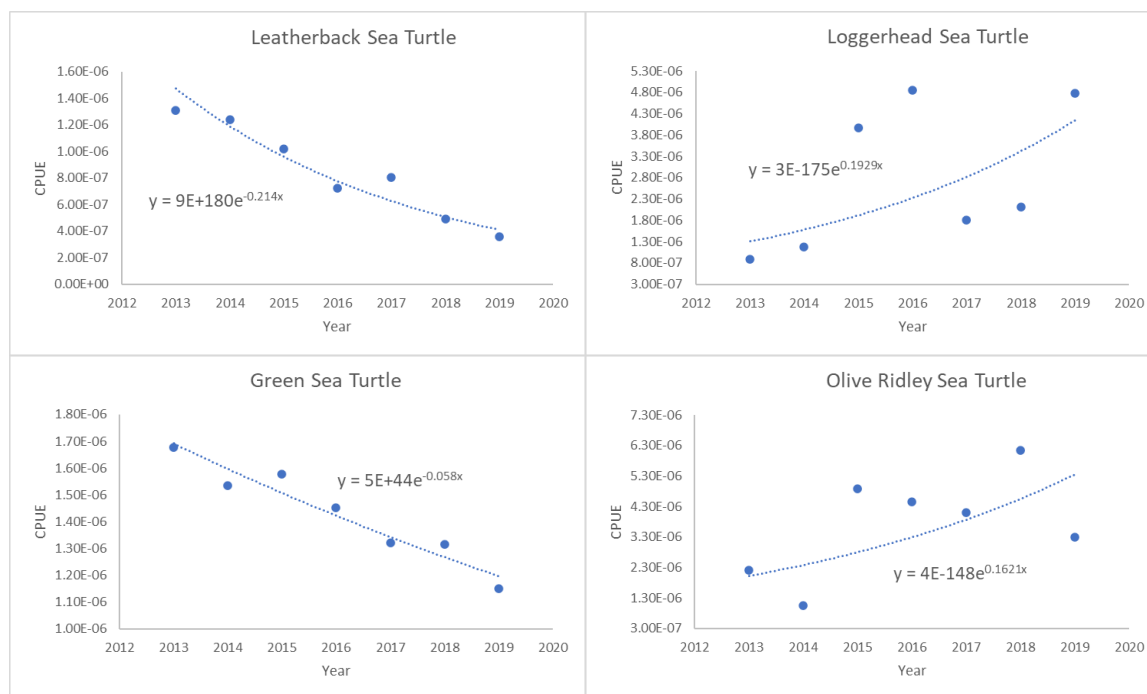 Leatherback Sea Turtle
CPUE
1.60E-06
1.40E-06
1.20E-06
1.00E-06
8.00E-07
6.00E-07
4.00E-07
2.00E-07
0.00E+00
y = 9E+180e^-0.214x
2012 2013 2014 2015 2016 2017 2018 2019 2020
Year
Loggerhead Sea Turtle
CPUE
5.30E-06
4.80E-06
4.30E-06
3.80E-06
3.30E-06
2.80E-06
2.30E-06
1.80E-06
1.30E-06
8.00E-07
3.00E-07
y = 3E-175e^0.1929x
2012 2013 2014 2015 2016 2017 2018 2019 2020
Year
Green Sea Turtle
CPUE
1.80E-06
1.70E-06
1.60E-06
1.50E-06
1.40E-06
1.30E-06
1.20E-06
1.10E-06
1.00E-06
y = 5E+44e^-0.058x
2012 2013 2014 2015 2016 2017 2018 2019 2020
Year
Olive Ridley Sea Turtle
CPUE
7.30E-06
6.30E-06
5.30E-06
4.30E-06
3.30E-06
2.30E-06
1.30E-06
3.00E-07
y = 4E-148e^0.1621x
2012 2013 2014 2015 2016 2017 2018 2019 2020
Year